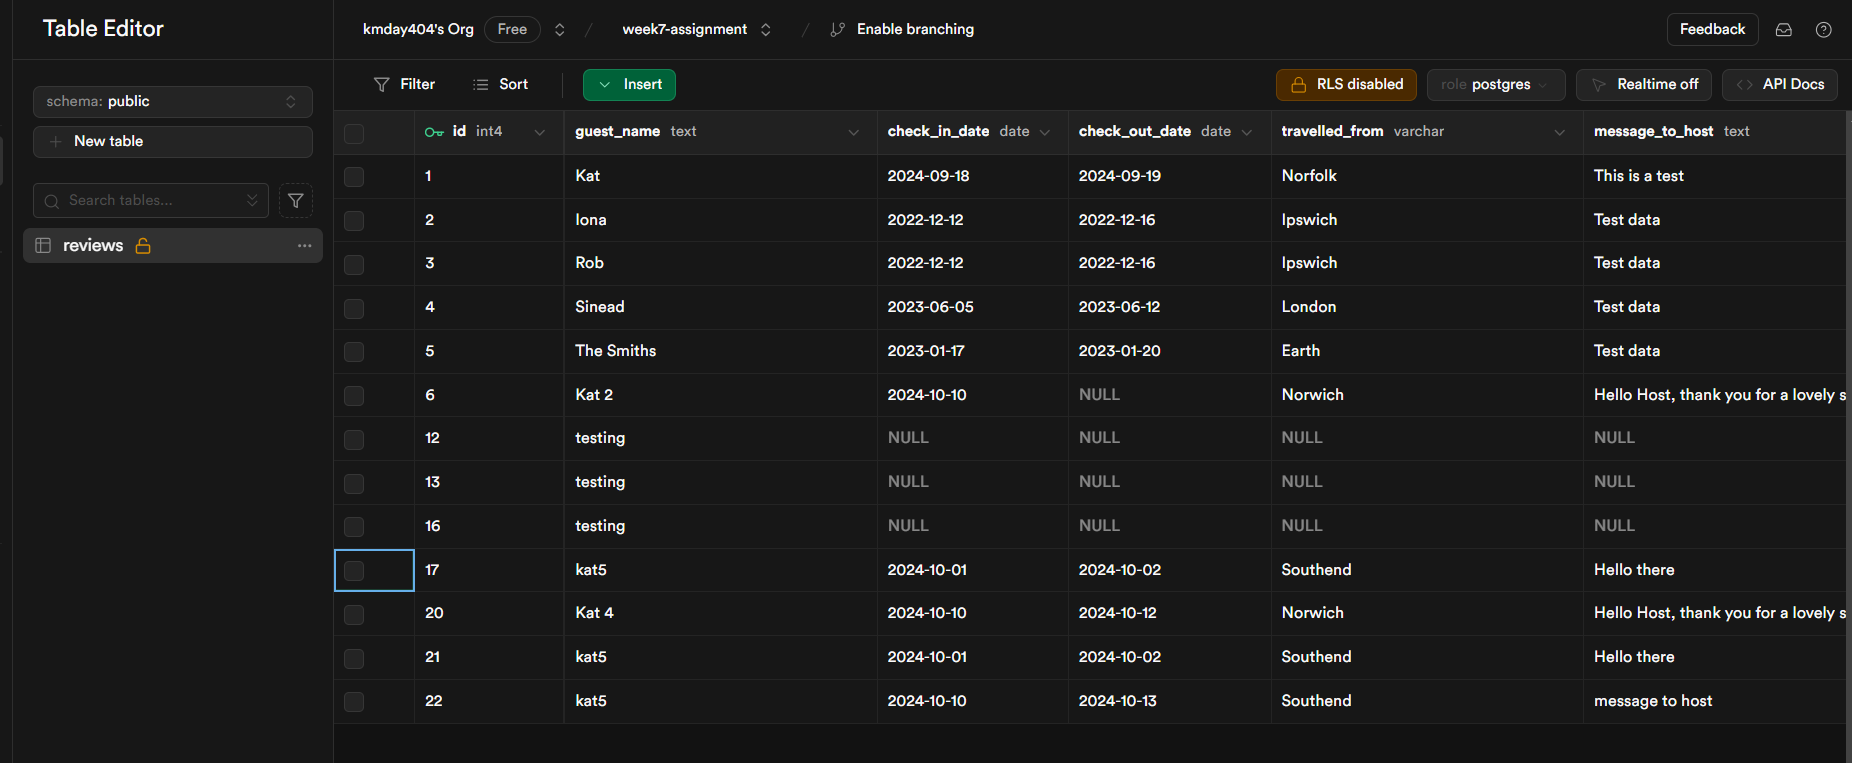 Table Editor
kmday404's Org Free / week7-assignment / Enable branching
Feedback
schema: public
New table
Search tables...
reviews
Filter Sort Insert
RLS disabled role postgres Realtime off API Docs
id int4 guest_name text check_in_date date check_out_date date travelled_from varchar message_to_host text
1 Kat 2024-09-18 2024-09-19 Norfolk This is a test
2 Iona 2022-12-12 2022-12-16 Ipswich Test data
3 Rob 2022-12-12 2022-12-16 Ipswich Test data
4 Sinead 2023-06-05 2023-06-12 London Test data
5 The Smiths 2023-01-17 2023-01-20 Earth Test data
6 Kat 2 2024-10-10 NULL Norwich Hello Host, thank you for a lovely s
12 testing NULL NULL NULL NULL
13 testing NULL NULL NULL NULL
16 testing NULL NULL NULL NULL
17 kat5 2024-10-01 2024-10-02 Southend Hello there
20 Kat 4 2024-10-10 2024-10-12 Norwich Hello Host, thank you for a lovely s
21 kat5 2024-10-01 2024-10-02 Southend Hello there
22 kat5 2024-10-10 2024-10-13 Southend message to host